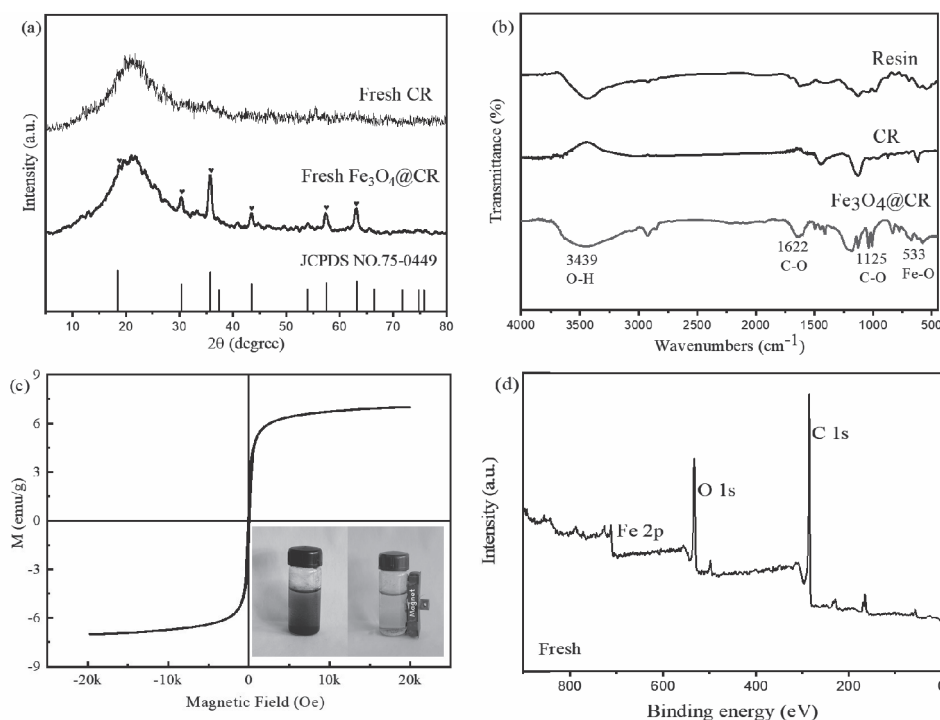 (a)
Fresh CR
Fresh Fe₃O₄@CR
JCPDS NO.75-0449
Intensity (a.u.)
10 20 30 40 50 60 70 80
2θ (degree)
(b)
Resin
CR
Fe₃O₄@CR
3439
O-H
1622
C-O
1125
C-O
533
Fe-O
Transmittance (%)
4000 3500 3000 2500 2000 1500 1000 500
Wavenumbers (cm⁻¹)
(c)
9
6
3
0
-3
-6
-9
M (emu/g)
Magnet
-20k -10k 0 10k 20k
Magnetic Field (Oe)
(d)
C 1s
O 1s
Fe 2p
Fresh
Intensity (a.u.)
800 600 400 200 0
Binding energy (eV)